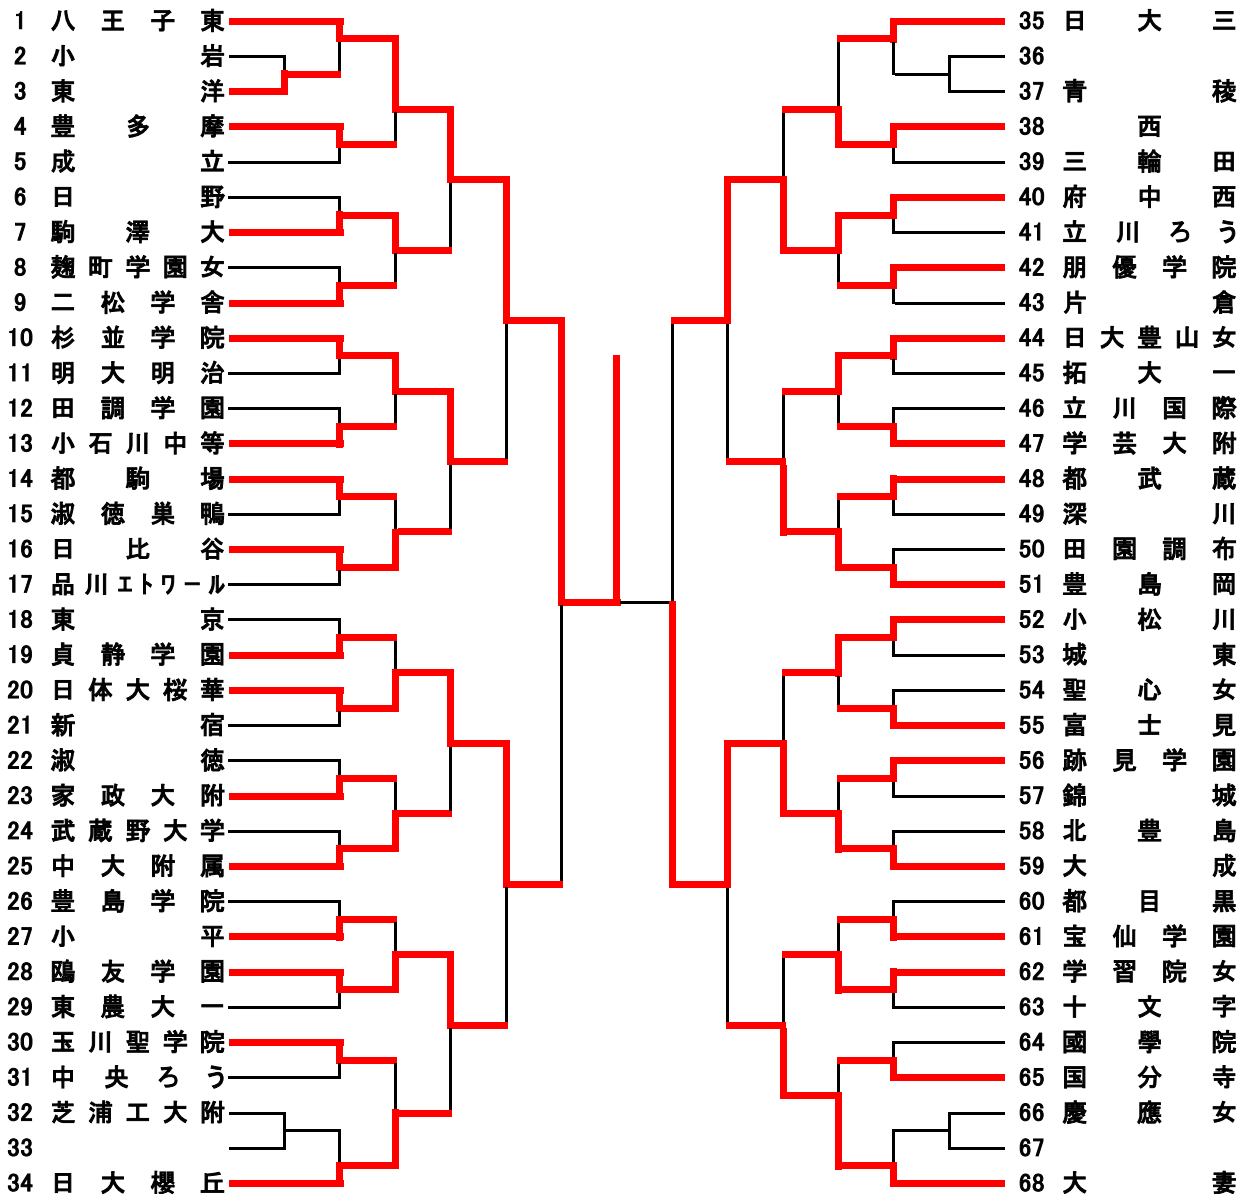 1 八王子東
2 小岩
3 東洋
4 豊多摩
5 成立
6 日野
7 駒澤大
8 麹町学園女
9 二松学舎
10 杉並学院
11 明大明治
12 田調学園
13 小石川中等
14 都駒場
15 淑徳巣鴨
16 日比谷
17 品川エトワール
18 東京
19 貞静学園
20 日体大桜華
21 新宿
22 淑徳
23 家政大附
24 武蔵野大学
25 中大附属
26 豊島学院
27 小平
28 鴎友学園
29 東農大一
30 玉川聖学院
31 中央ろう
32 芝浦工大附
33
34 日大櫻丘
35 日大三
36
37 青稜
38 西
39 三輪田
40 府中西
41 立川ろう
42 朋優学院
43 片倉
44 日大豊山女
45 拓大一
46 立川国際
47 学芸大附
48 都武蔵
49 深川
50 田園調布
51 豊島岡
52 小松川
53 城東
54 聖心女
55 富士見
56 跡見学園
57 錦城
58 北豊島
59 大成
60 都目黒
61 宝仙学園
62 学習院女
63 十文字
64 國學院
65 国分寺
66 慶應女
67
68 大妻